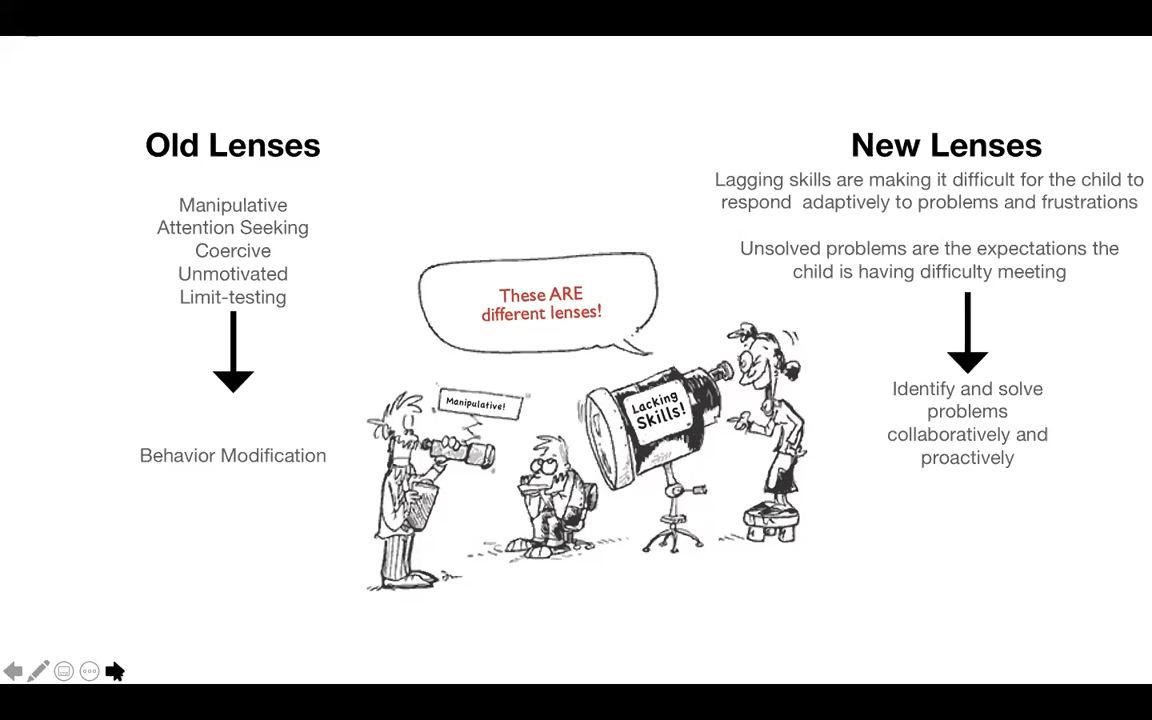 Old Lenses
Manipulative
Attention Seeking
Coercive
Unmotivated
Limit-testing
Behavior Modification
These ARE
different lenses!
Manipulative!
Lacking
Skills!
New Lenses
Lagging skills are making it difficult for the child to
respond  adaptively to problems and frustrations
Unsolved problems are the expectations the
child is having difficulty meeting
Identify and solve
problems
collaboratively and
proactively